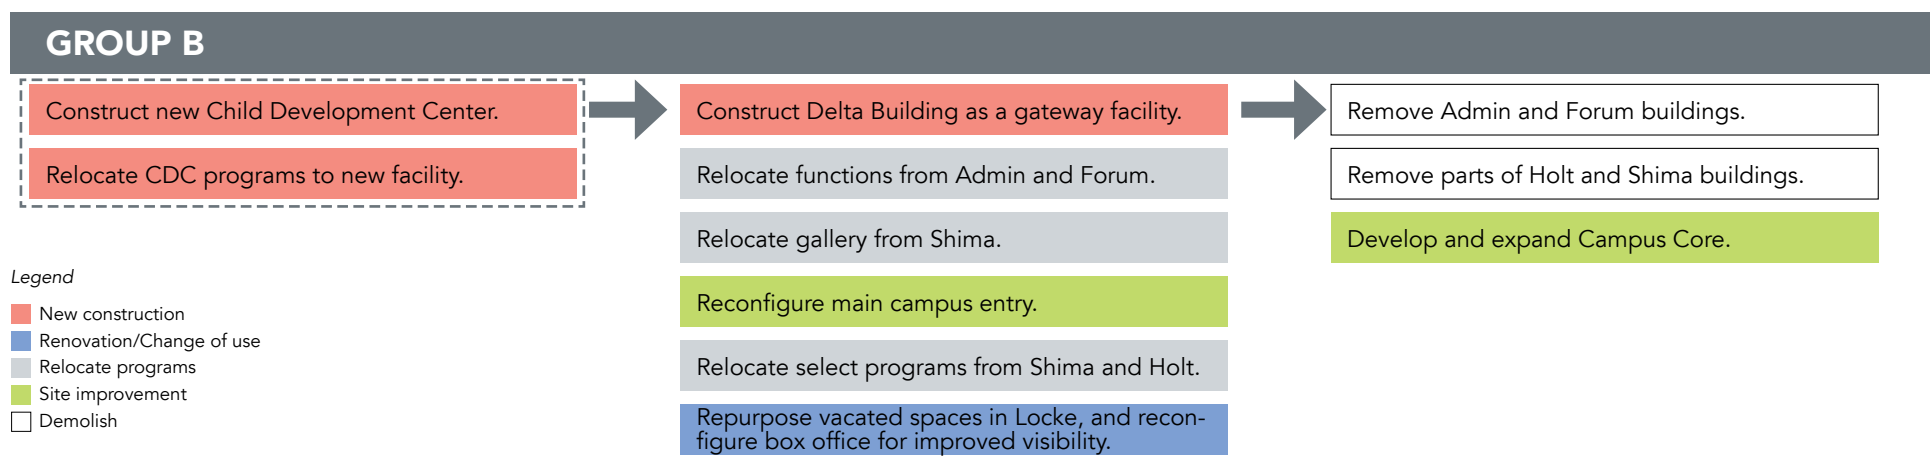 GROUP B
Construct new Child Development Center.
Relocate CDC programs to new facility.
Construct Delta Building as a gateway facility.
Relocate functions from Admin and Forum.
Relocate gallery from Shima.
Reconfigure main campus entry.
Relocate select programs from Shima and Holt.
Repurpose vacated spaces in Locke, and recon-
figure box office for improved visibility.
Remove Admin and Forum buildings.
Remove parts of Holt and Shima buildings.
Develop and expand Campus Core.
Legend
New construction
Renovation/Change of use
Relocate programs
Site improvement
Demolish